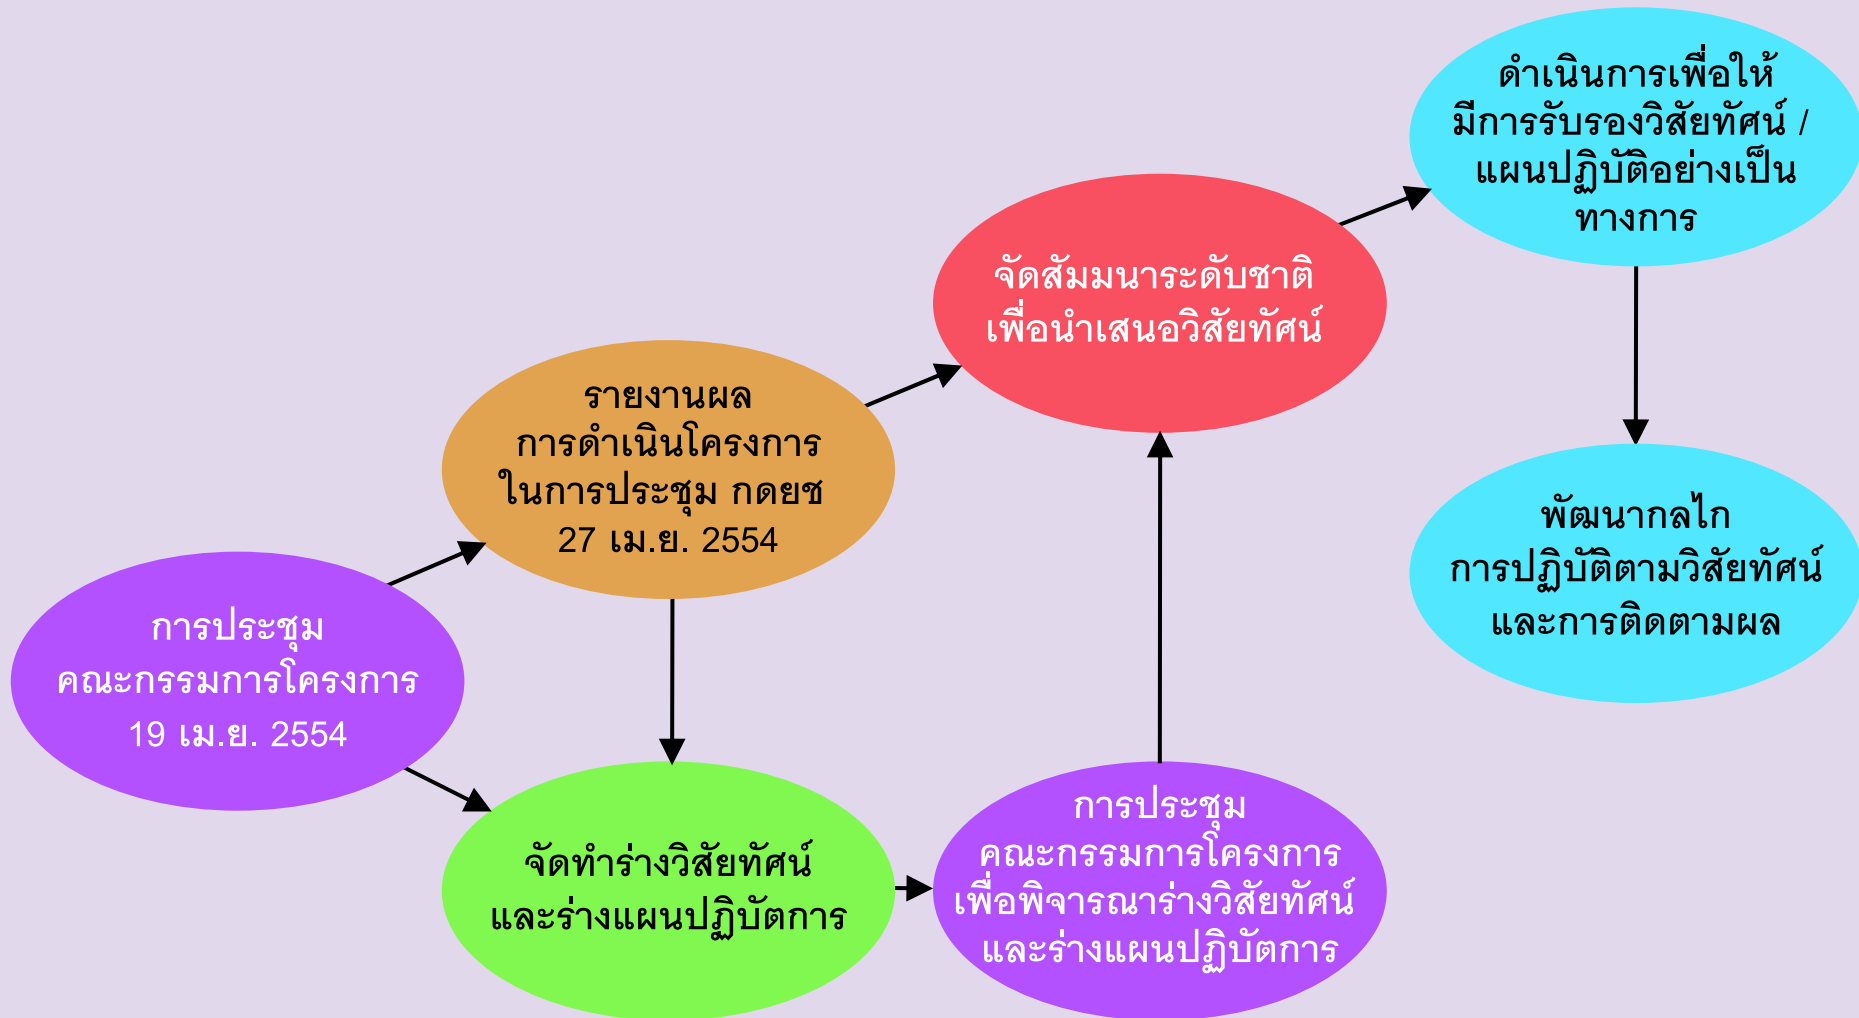 การประชุม
คณะกรรมการโครงการ
19 เม.ย. 2554
รายงานผล
การดำเนินโครงการ
ในการประชุม กดยช
27 เม.ย. 2554
จัดทำร่างวิสัยทัศน์
และร่างแผนปฏิบัตการ
การประชุม
คณะกรรมการโครงการ
เพื่อพิจารณาร่างวิสัยทัศน์
และร่างแผนปฏิบัตการ
จัดสัมมนาระดับชาติ
เพื่อนำเสนอวิสัยทัศน์
ดำเนินการเพื่อให้
มีการรับรองวิสัยทัศน์ /
แผนปฏิบัติอย่างเป็น
ทางการ
พัฒนากลไก
การปฏิบัติตามวิสัยทัศน์
และการติดตามผล